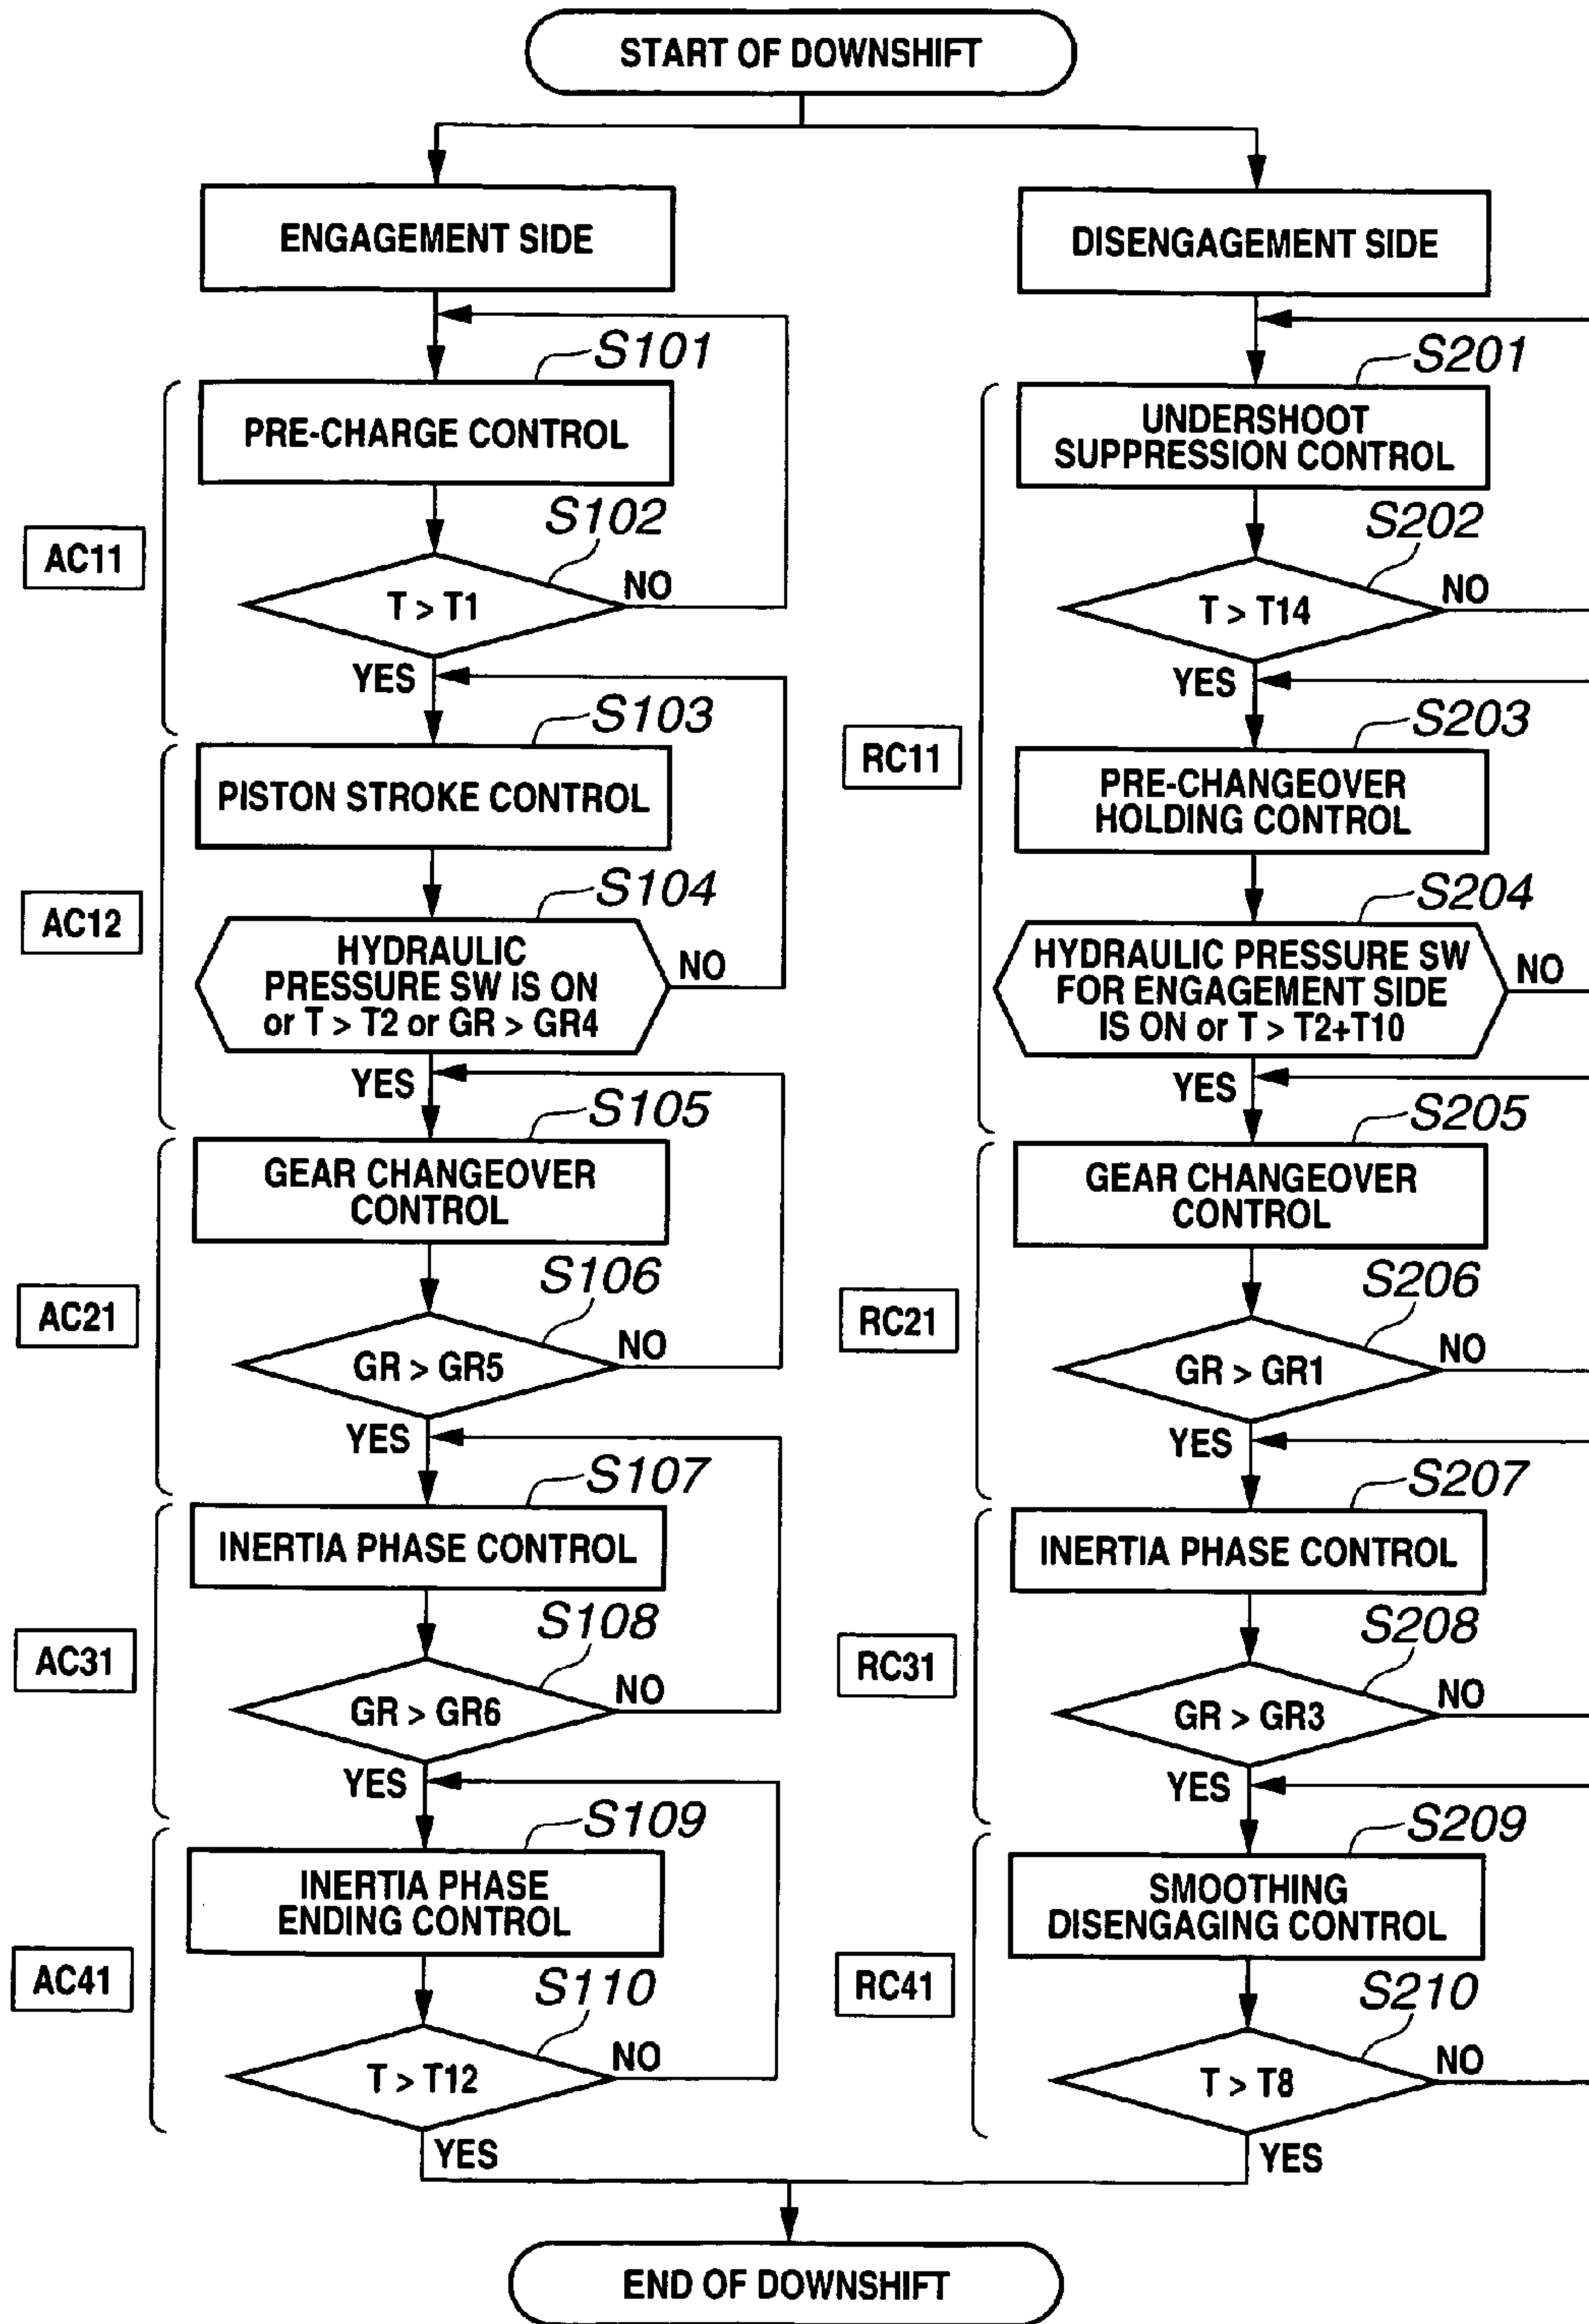 START OF DOWNSHIFT
ENGAGEMENT SIDE
S101
PRE-CHARGE CONTROL
S102
AC11
T > T1
NO
YES
S103
PISTON STROKE CONTROL
S104
AC12
HYDRAULIC
PRESSURE SW IS ON
or T > T2 or GR > GR4
NO
YES
S105
GEAR CHANGEOVER
CONTROL
S106
AC21
GR > GR5
NO
YES
S107
INERTIA PHASE CONTROL
S108
AC31
GR > GR6
NO
YES
S109
INERTIA PHASE
ENDING CONTROL
S110
AC41
T > T12
NO
YES
DISENGAGEMENT SIDE
S201
UNDERSHOOT
SUPPRESSION CONTROL
S202
T > T14
NO
YES
S203
RC11
PRE-CHANGEOVER
HOLDING CONTROL
S204
HYDRAULIC PRESSURE SW
FOR ENGAGEMENT SIDE
IS ON or T > T2+T10
NO
YES
S205
GEAR CHANGEOVER
CONTROL
S206
RC21
GR > GR1
NO
YES
S207
INERTIA PHASE CONTROL
S208
RC31
GR > GR3
NO
YES
S209
SMOOTHING
DISENGAGING CONTROL
S210
RC41
T > T8
NO
YES
END OF DOWNSHIFT